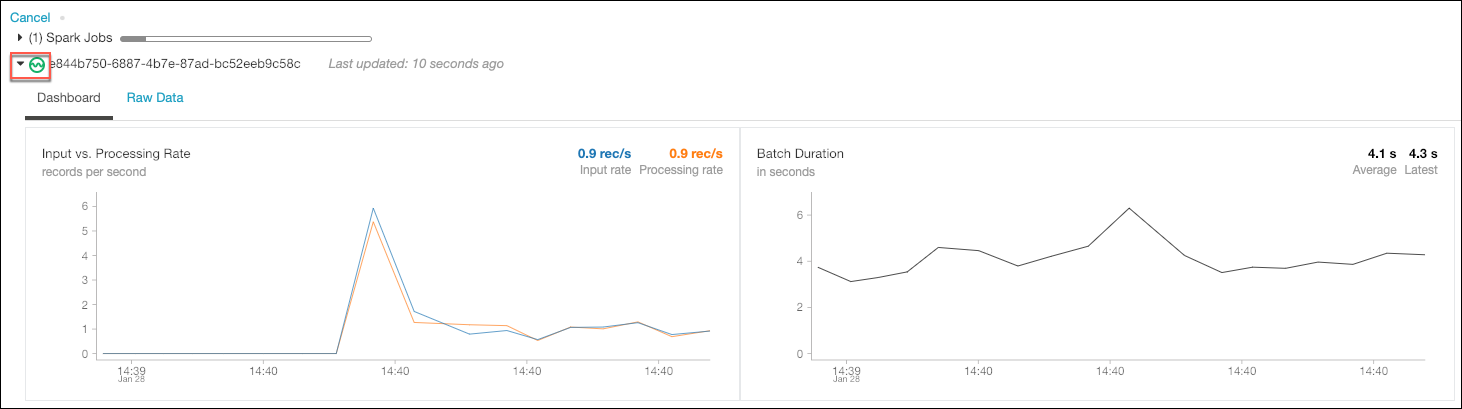 Cancel
(1) Spark Jobs
e844b750-6887-4b7e-87ad-bc52eeb9c58c Last updated: 10 seconds ago
Dashboard Raw Data
Input vs. Processing Rate 0.9 rec/s 0.9 rec/s
records per second Input rate Processing rate
6
5
4
3
2
1
0
14:39 14:40 14:40 14:40 14:40
Jan 28
Batch Duration 4.1 s 4.3 s
in seconds Average Latest
6
4
2
0
14:39 14:40 14:40 14:40 14:40
Jan 28